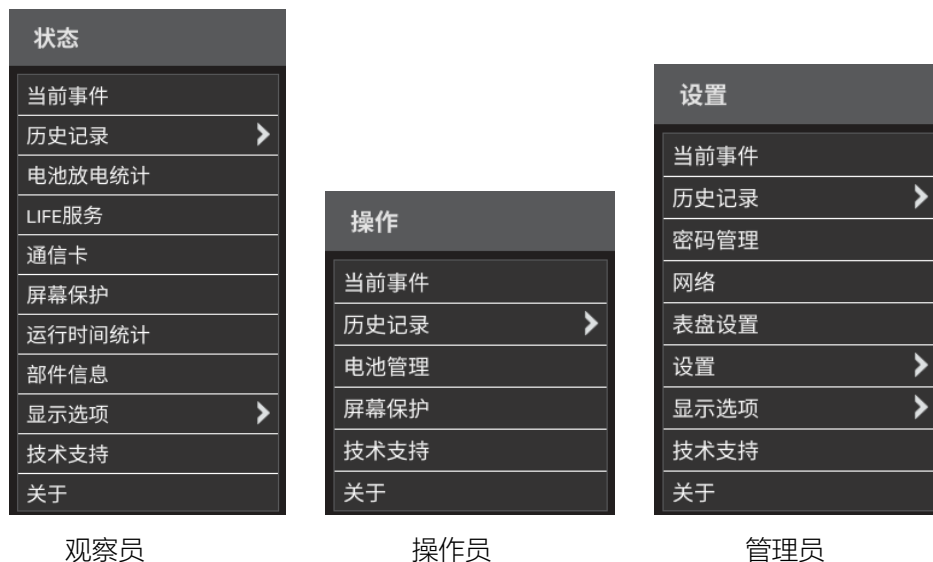 状态
当前事件
历史记录
电池放电统计
LIFE服务
通信卡
屏幕保护
运行时间统计
部件信息
显示选项
技术支持
关于
观察员
操作
当前事件
历史记录
电池管理
屏幕保护
技术支持
关于
操作员
设置
当前事件
历史记录
密码管理
网络
表盘设置
设置
显示选项
技术支持
关于
管理员